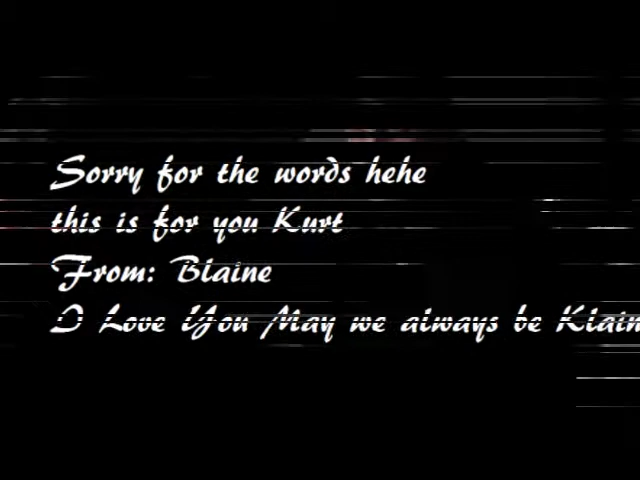 Sorry for the words hehe
this is for you Kurt
From: Blaine
I Love You May we always be Klain